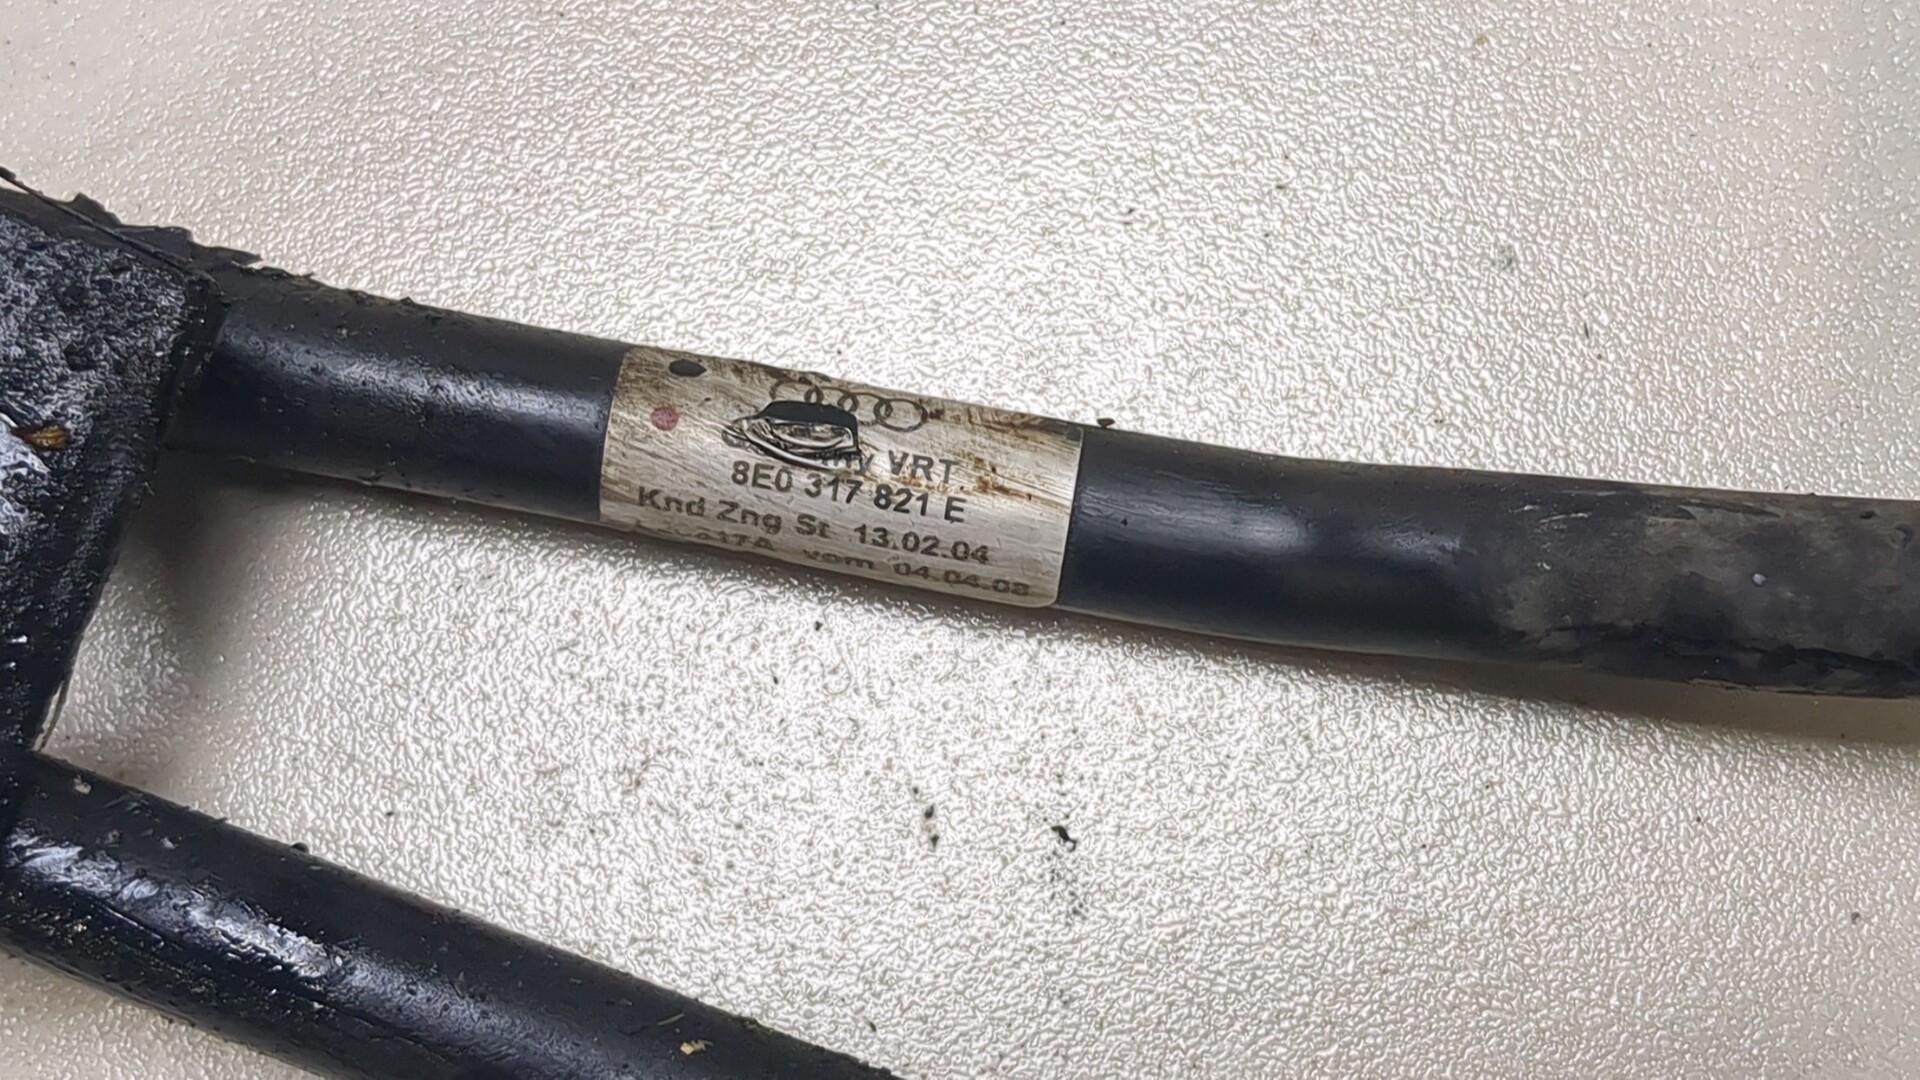 VRT
8E0 317 821 E
Knd Zng St 13.02.04
vom 04.04.03